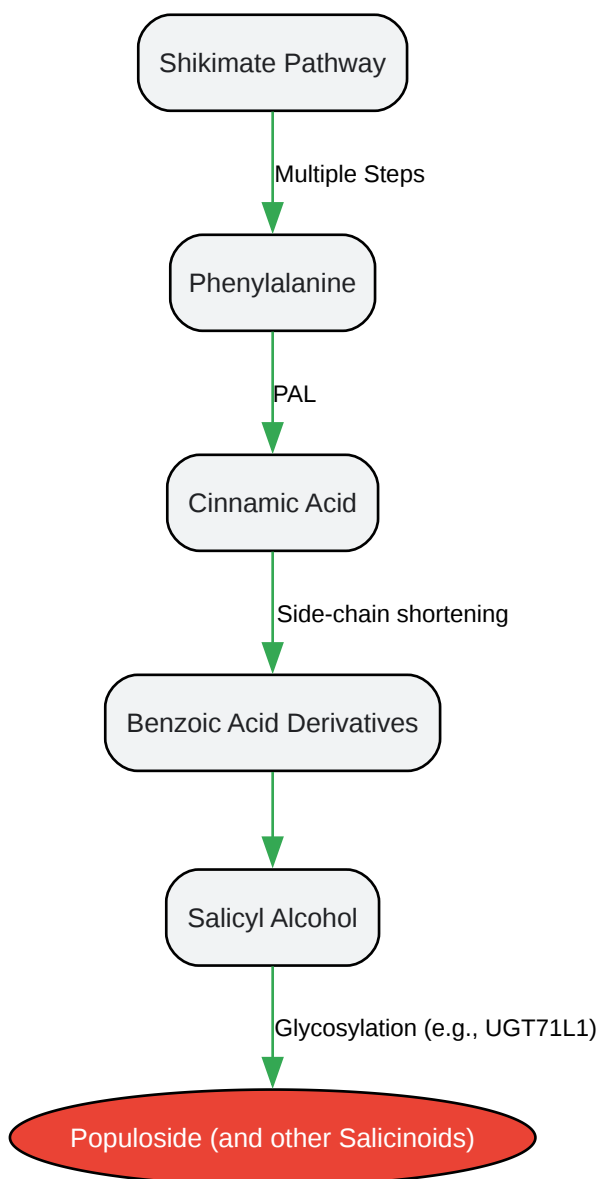 Shikimate Pathway
Multiple Steps
Phenylalanine
PAL
Cinnamic Acid
Side-chain shortening
Benzoic Acid Derivatives
Salicyl Alcohol
Glycosylation (e.g., UGT71L1)
Populoside (and other Salicinoids)